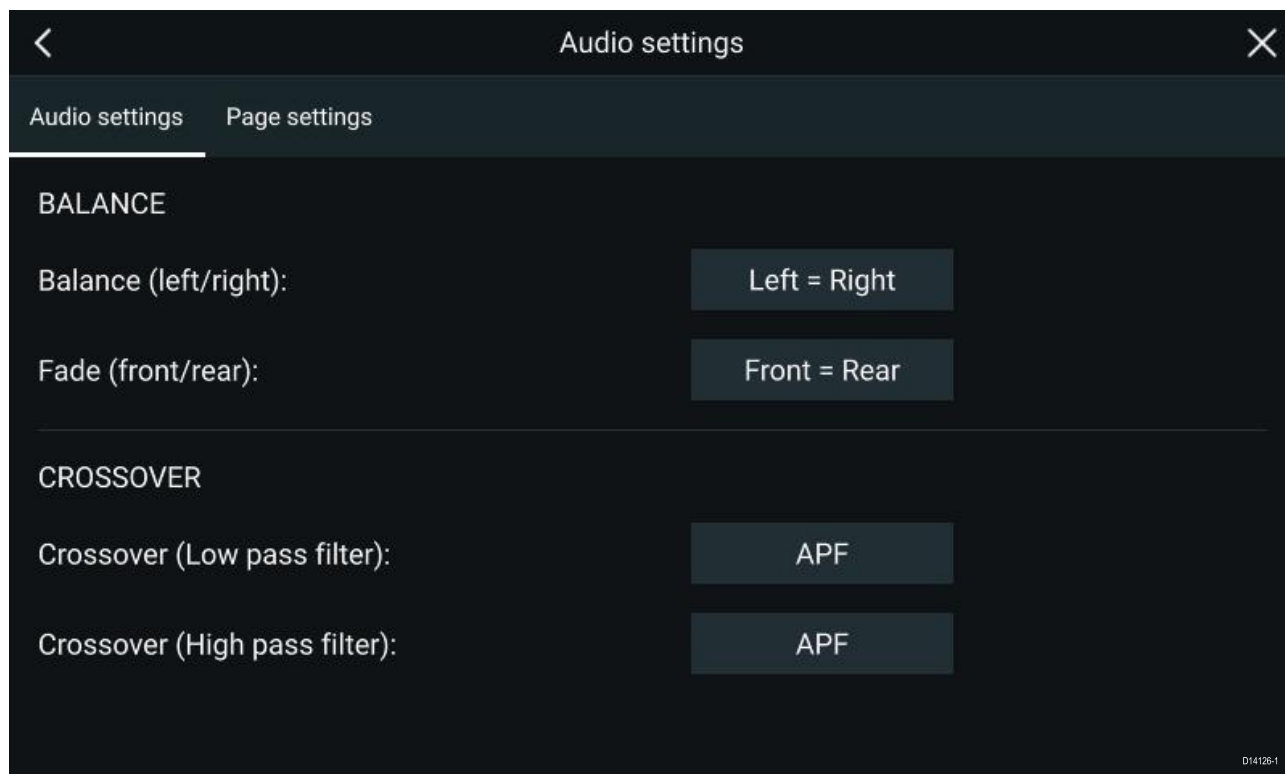 Audio settings
Audio settings Page settings
BALANCE
Balance (left/right): Left = Right
Fade (front/rear): Front = Rear
CROSSOVER
Crossover (Low pass filter): APF
Crossover (High pass filter): APF
D14126-1